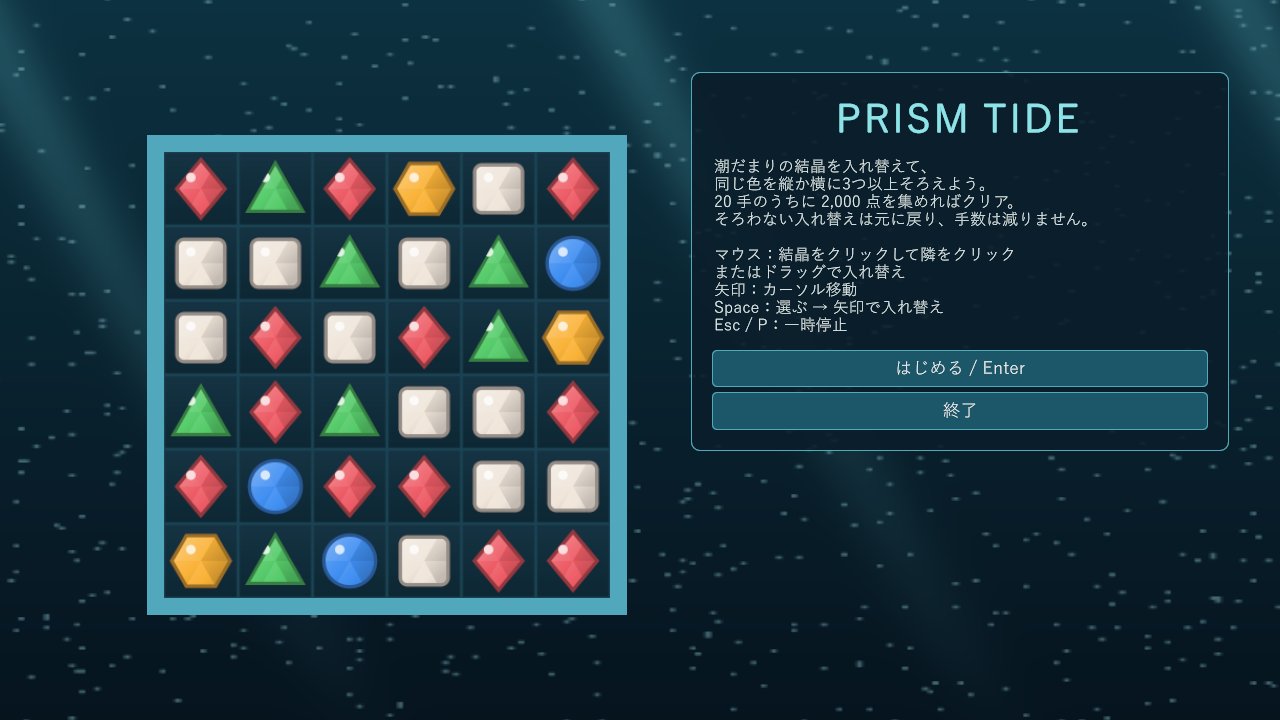 PRISM TIDE
潮だまりの結晶を入れ替えて、
同じ色を縦か横に3つ以上そろえよう。
20 手のうちに 2,000 点を集めればクリア。
そろわない入れ替えは元に戻り、手数は減りません。
マウス：結晶をクリックして隣をクリック
またはドラッグで入れ替え
矢印：カーソル移動
Space：選ぶ → 矢印で入れ替え
Esc / P：一時停止
はじめる / Enter
終了